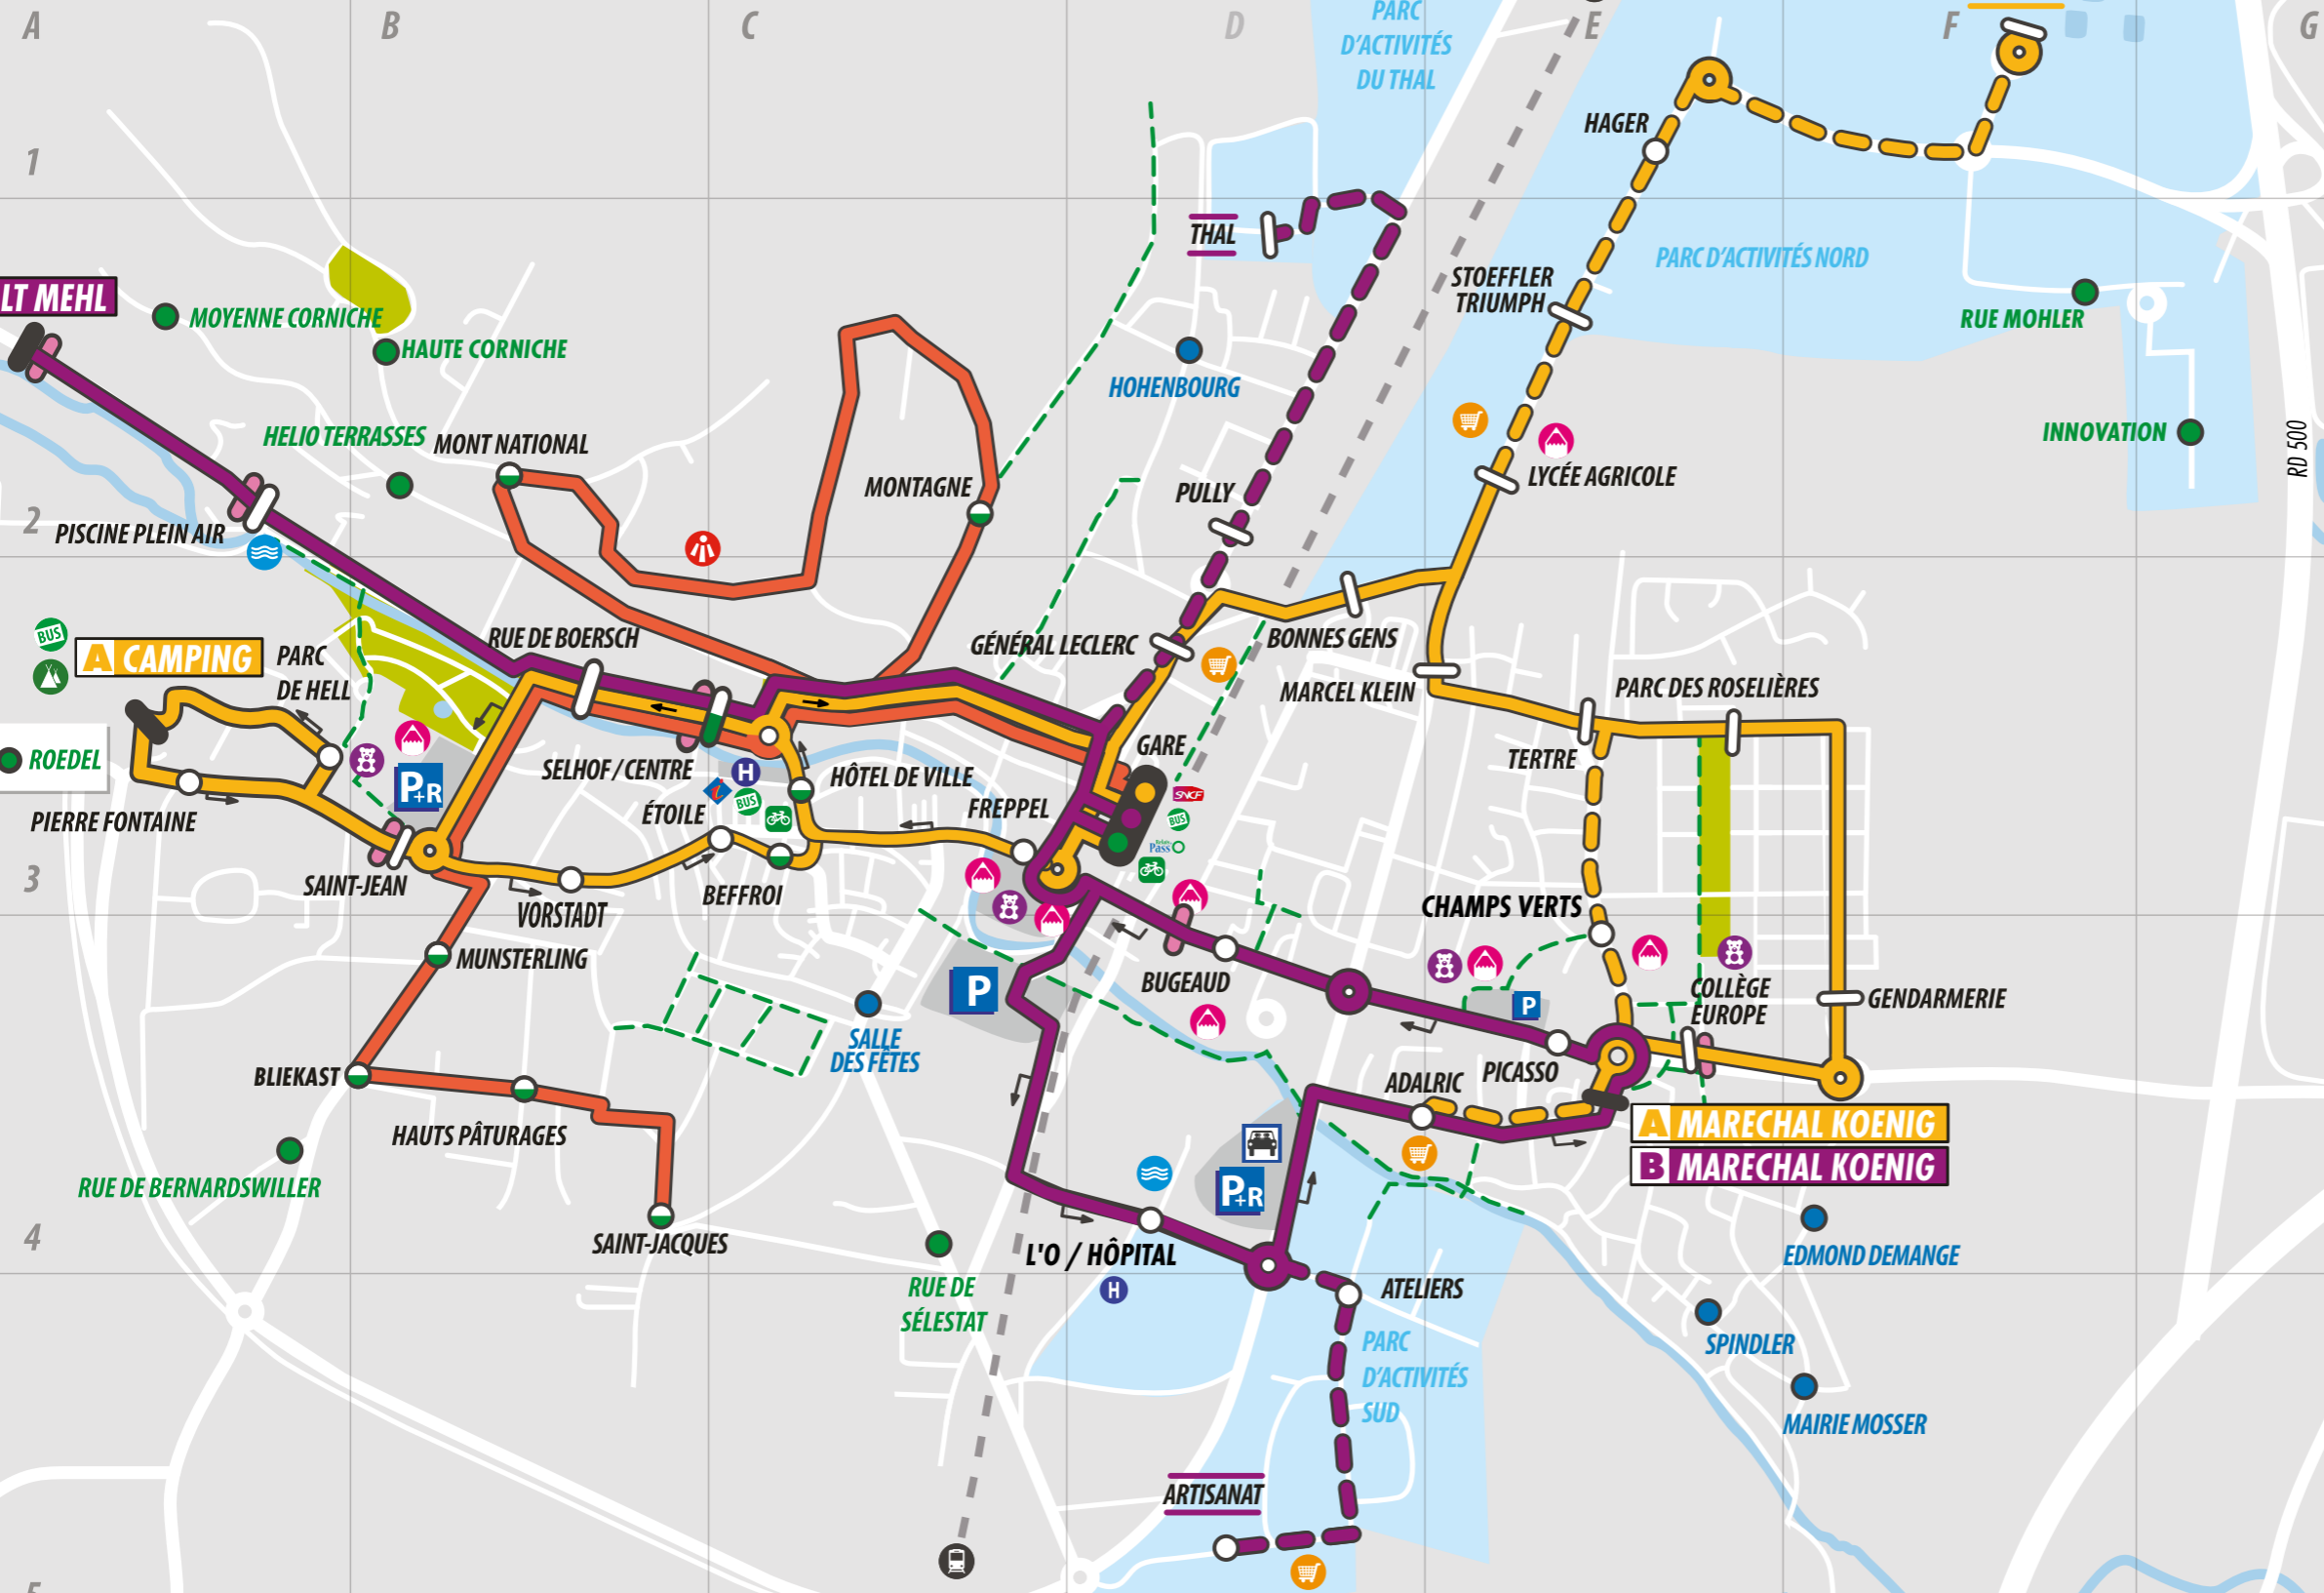 A
B
C
D
E
F
G
PARC
D'ACTIVITÉS
DU THAL
HAGER
1
THAL
STOEFFLER
TRIUMPH
PARC D'ACTIVITÉS NORD
LT MEHL
MOYENNE CORNICHE
HAUTE CORNICHE
RUE MOHLER
HOHENBOURG
HELIO TERRASSES
MONT NATIONAL
INNOVATION
RD 500
MONTAGNE
PULLY
LYCÉE AGRICOLE
2
PISCINE PLEIN AIR
BUS
A CAMPING
PARC
DE HELL
RUE DE BOERSCH
GÉNÉRAL LECLERC
BONNES GENS
MARCEL KLEIN
PARC DES ROSELIÈRES
ROEDEL
P+R
SELHOF / CENTRE
H
i
BUS
HÔTEL DE VILLE
GARE
SNCF
BUS
Pass
TERTRE
PIERRE FONTAINE
ÉTOILE
FREPPEL
3
SAINT-JEAN
VORSTADT
BEFFROI
CHAMPS VERTS
MUNSTERLING
P
BUGEAUD
P
COLLÈGE
EUROPE
GENDARMERIE
SALLE
DES FÊTES
BLIEKAST
ADALRIC
PICASSO
HAUTS PÂTURAGES
A MARECHAL KOENIG
B MARECHAL KOENIG
RUE DE BERNARDSWILLER
P+R
4
SAINT-JACQUES
L'O / HÔPITAL
H
EDMOND DEMANGE
RUE DE
SÉLESTAT
ATELIERS
PARC
D'ACTIVITÉS
SUD
SPINDLER
MAIRIE MOSSER
ARTISANAT